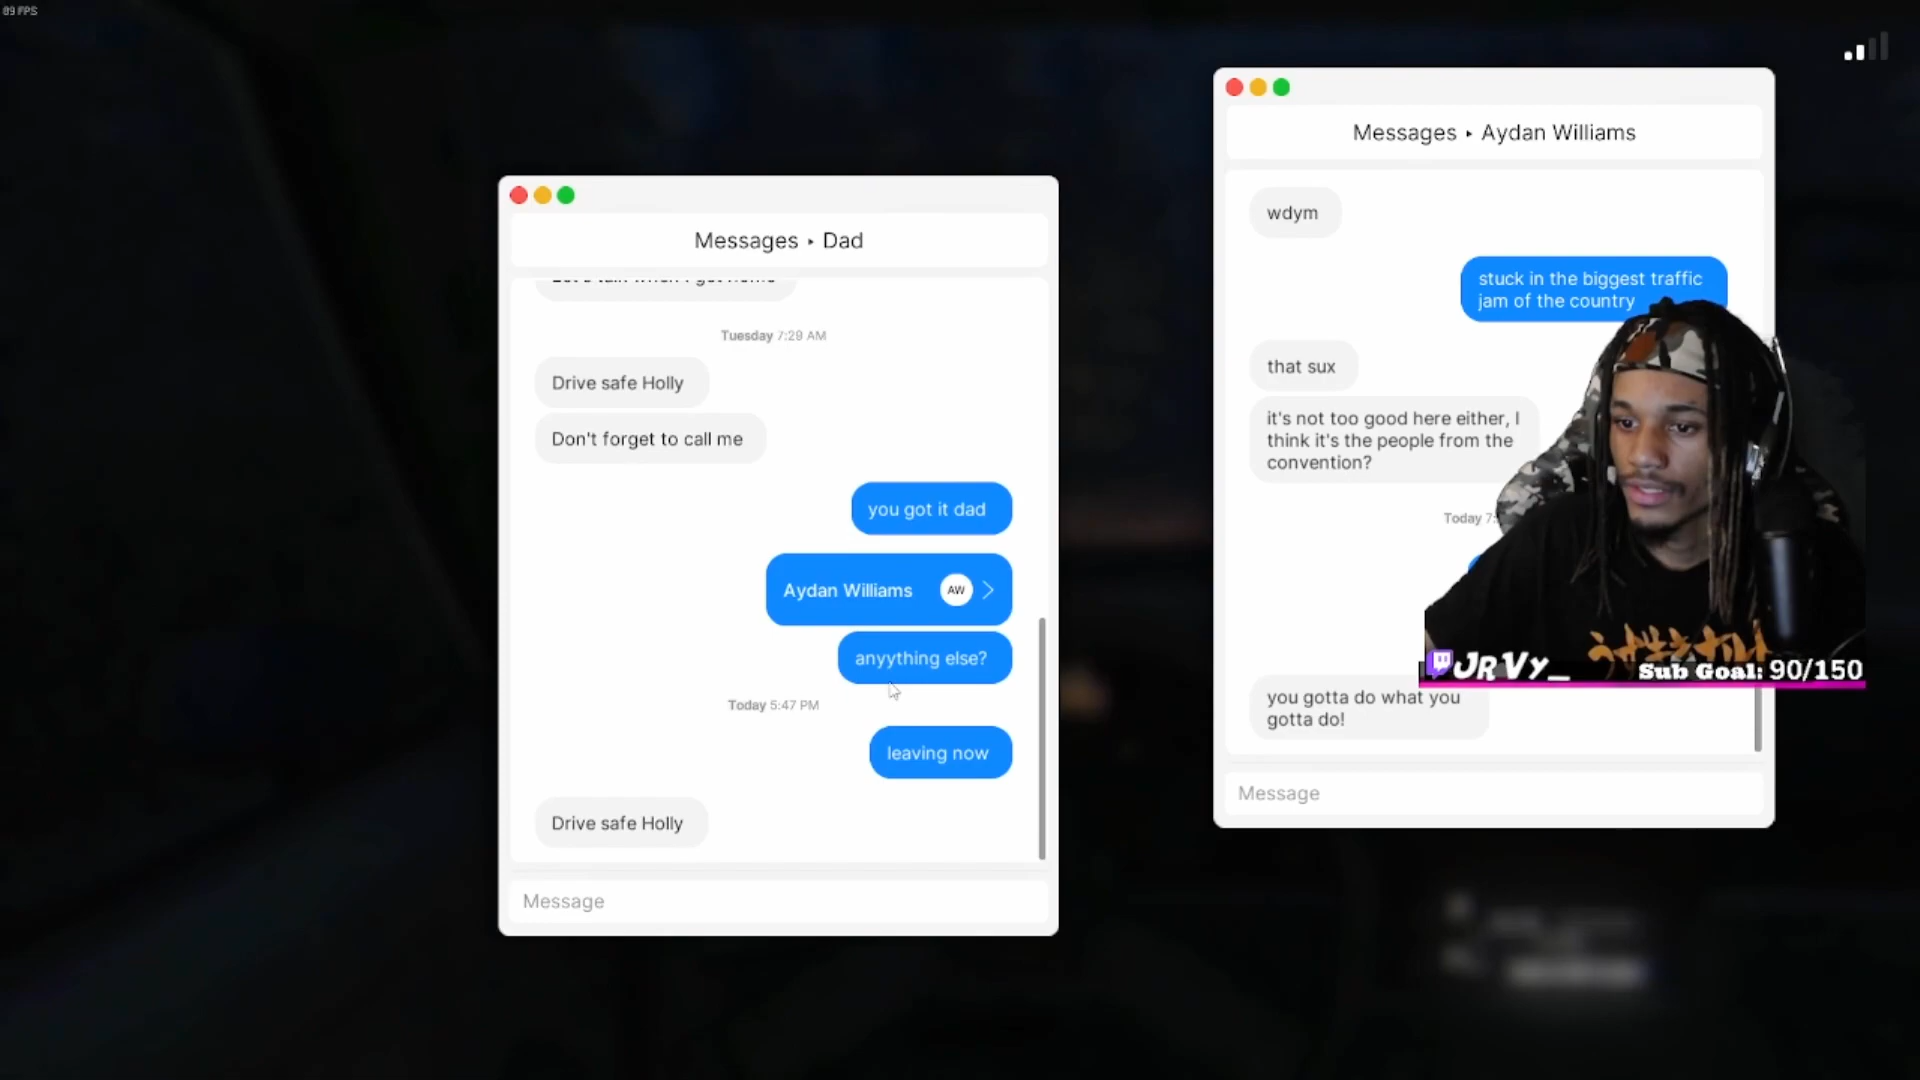 89 FPS
Messages ▸ Dad
Tuesday 7:29 AM
Drive safe Holly
Don't forget to call me
you got it dad
Aydan Williams AW
anyything else?
Today 5:47 PM
leaving now
Drive safe Holly
Message
Messages ▸ Aydan Williams
wdym
stuck in the biggest traffic
jam of the country
that sux
it's not too good here either, I
think it's the people from the
convention?
Today
JRVY_
Sub Goal: 90/150
you gotta do what you
gotta do!
Message